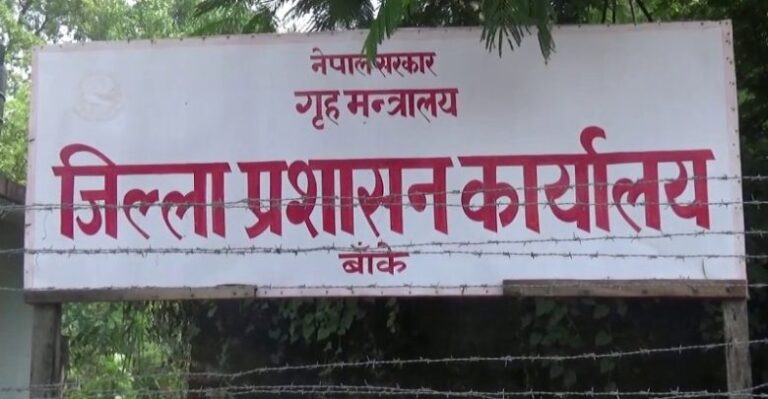 नेपाल सरकार
गृह मन्त्रालय
जिल्ला प्रशासन कार्यालय
बाँके